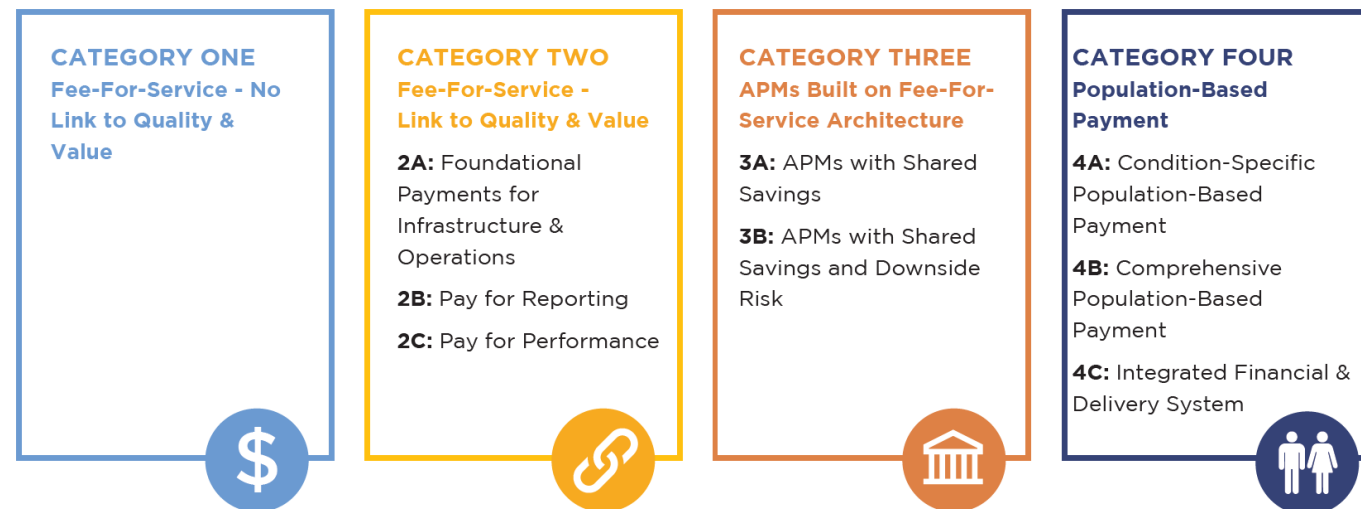 CATEGORY ONE
Fee-For-Service - No
Link to Quality &
Value
CATEGORY TWO
Fee-For-Service -
Link to Quality & Value
2A: Foundational
Payments for
Infrastructure &
Operations
2B: Pay for Reporting
2C: Pay for Performance
CATEGORY THREE
APMs Built on Fee-For-
Service Architecture
3A: APMs with Shared
Savings
3B: APMs with Shared
Savings and Downside
Risk
CATEGORY FOUR
Population-Based
Payment
4A: Condition-Specific
Population-Based
Payment
4B: Comprehensive
Population-Based
Payment
4C: Integrated Financial &
Delivery System
$